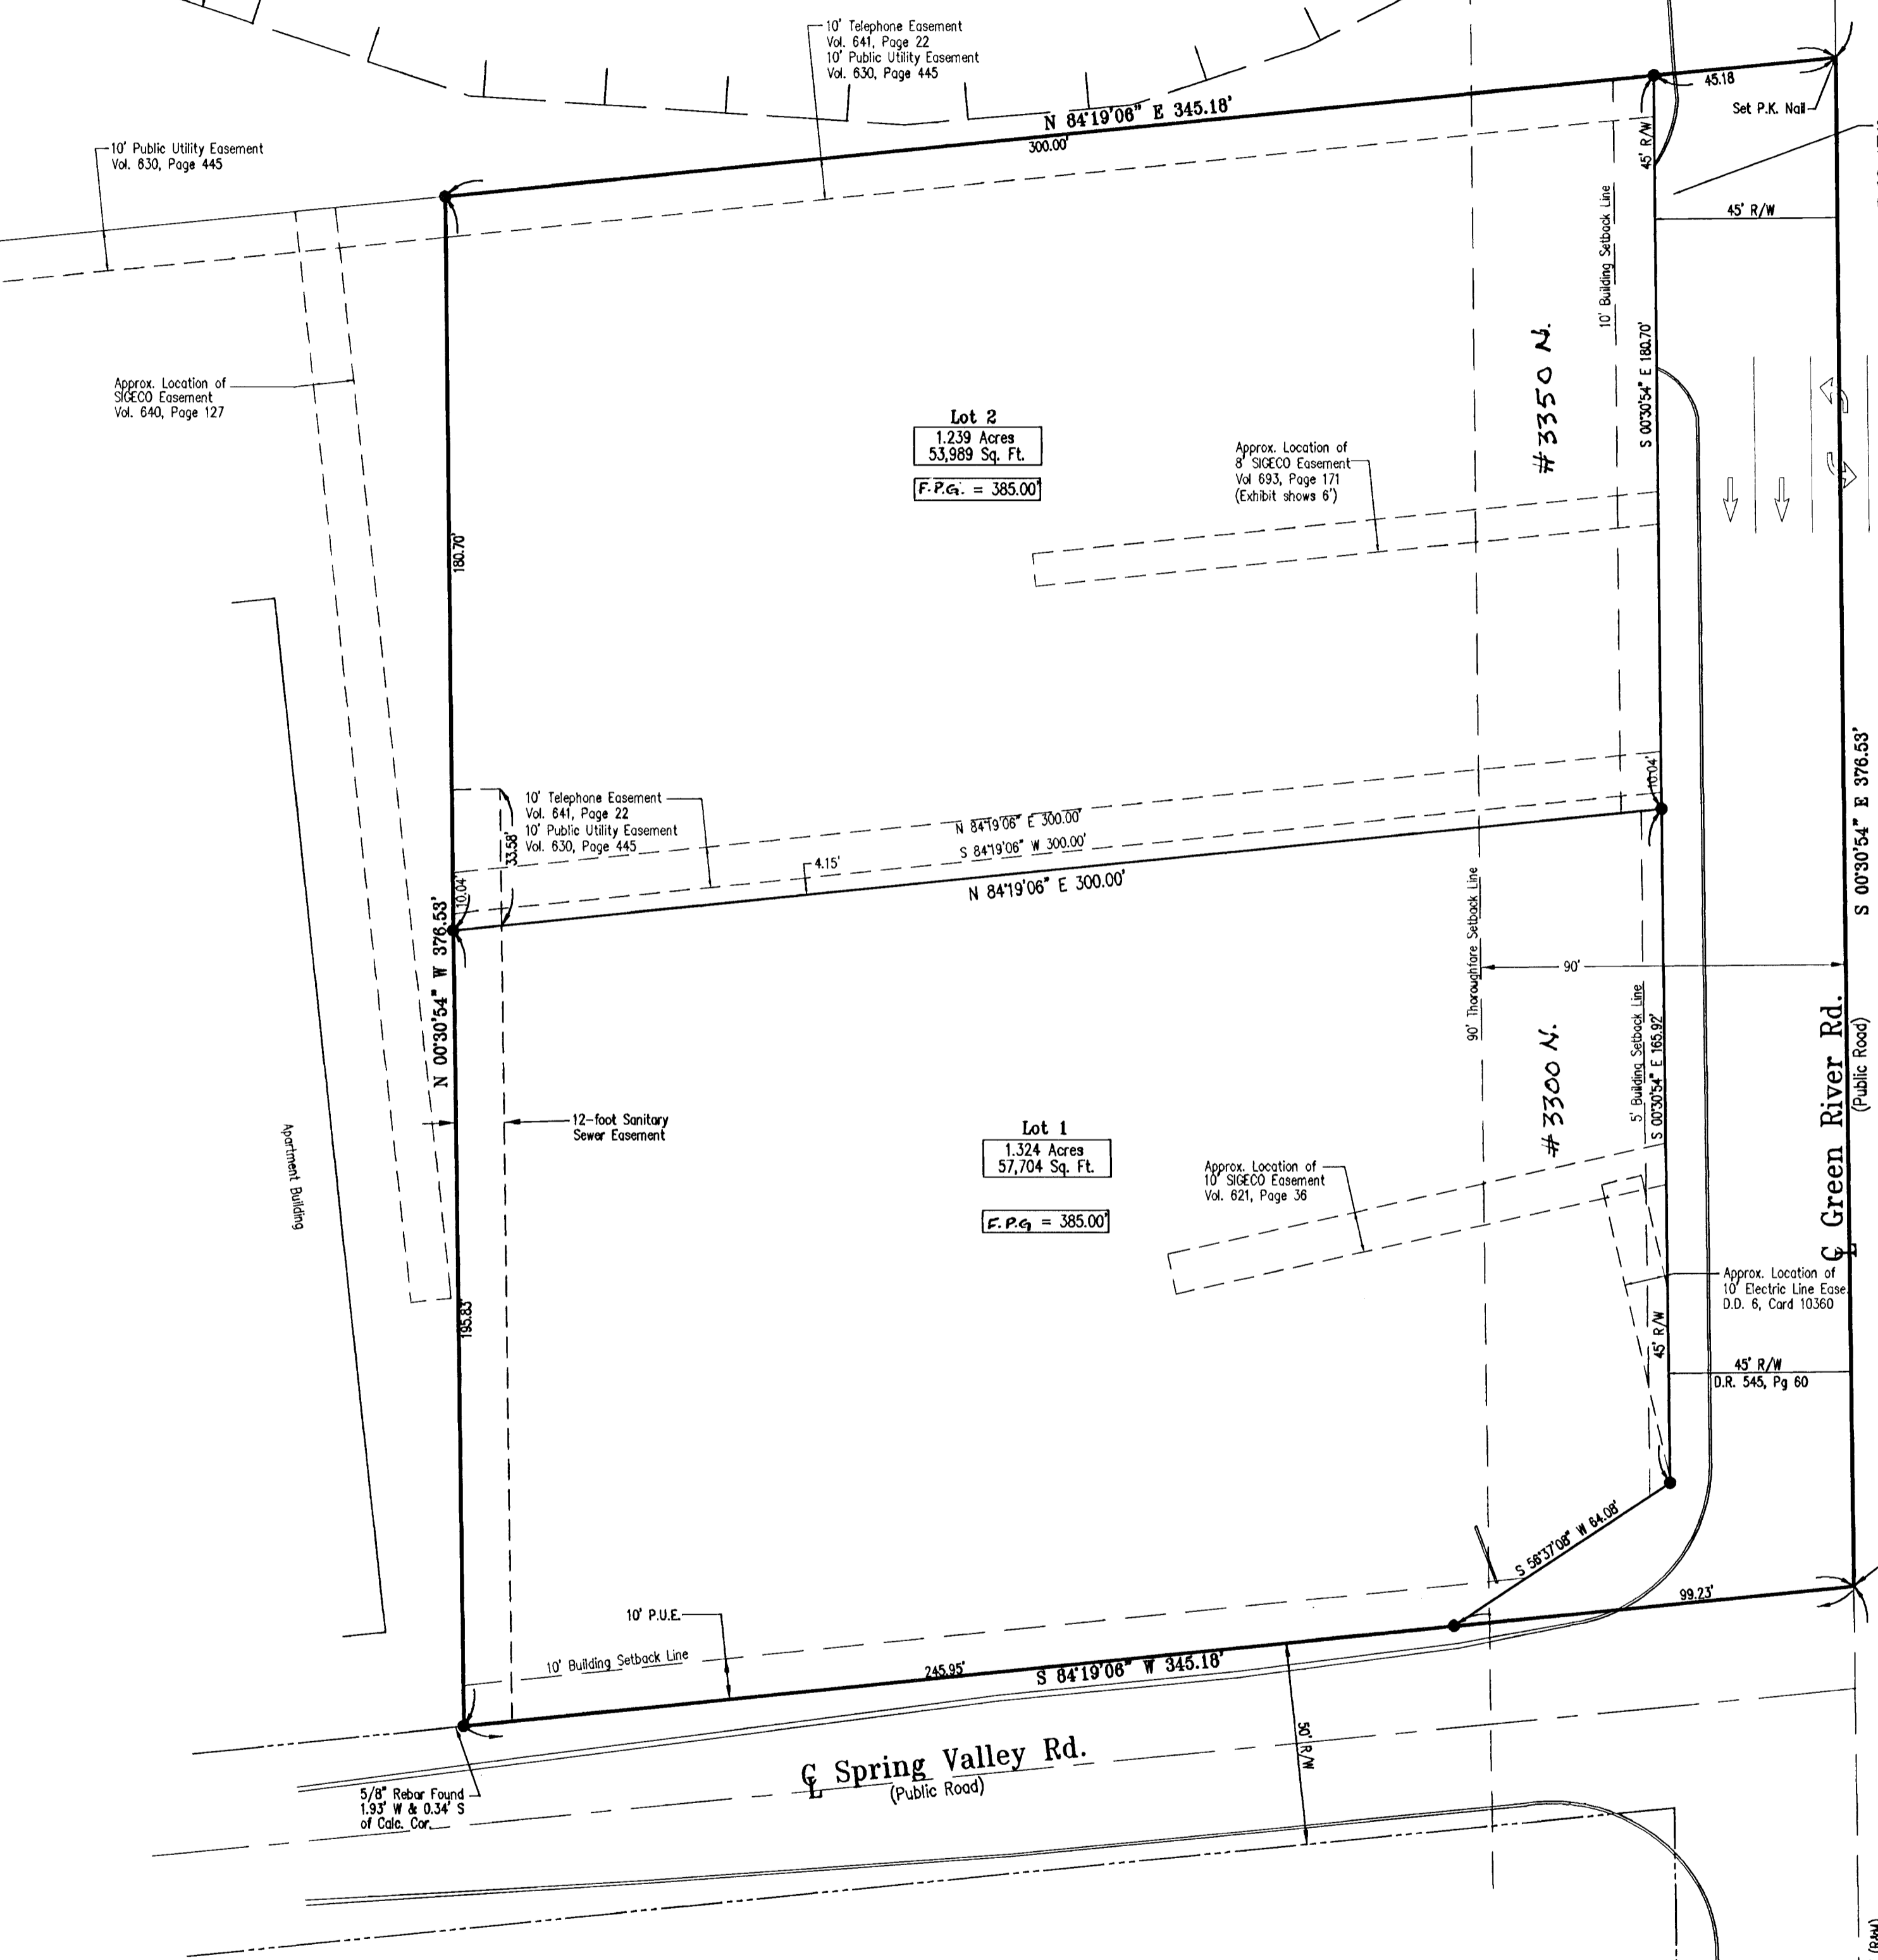 10' Telephone Easement
Vol. 641, Page 22
10' Public Utility Easement
Vol. 630, Page 445
45.18
Set P.K. Nail
N 84°19'06" E 345.18'
300.00'
10' Public Utility Easement
Vol. 630, Page 445
45' R/W
45' R/W
10' Building Setback Line
Approx. Location of
SIGECO Easement
Vol. 640, Page 127
#3350 N.
S 00°30'54" E 180.70'
Lot 2
1.239 Acres
53,989 Sq. Ft.
F.P.G. = 385.00'
Approx. Location of
8' SIGECO Easement
Vol 693, Page 171
(Exhibit shows 6')
180.70'
10' Telephone Easement
Vol. 641, Page 22
10' Public Utility Easement
Vol. 630, Page 445
33.58'
10.04'
10.04'
N 84°19'06" E 300.00'
S 84°19'06" W 300.00'
4.15'
N 84°19'06" E 300.00'
S 00°30'54" E 376.53'
N 00°30'54" W 376.53'
90' Thoroughfare Setback Line
90'
5' Building Setback Line
S 00°30'54" E 165.92'
#3300 N.
℄ Green River Rd.
(Public Road)
12-foot Sanitary
Sewer Easement
Apartment Building
Lot 1
1.324 Acres
57,704 Sq. Ft.
F.P.G = 385.00'
Approx. Location of
10' SIGECO Easement
Vol. 621, Page 36
Approx. Location of
10' Electric Line Ease.
D.D. 6, Card 10360
195.83'
45' R/W
45' R/W
D.R. 545, Pg 60
S 56°37'08" W 64.08'
99.23'
10' P.U.E.
10' Building Setback Line
245.95'
S 84°19'06" W 345.18'
50' R/W
℄ Spring Valley Rd.
(Public Road)
5/8" Rebar Found
1.93' W & 0.34' S
of Calc. Cor.